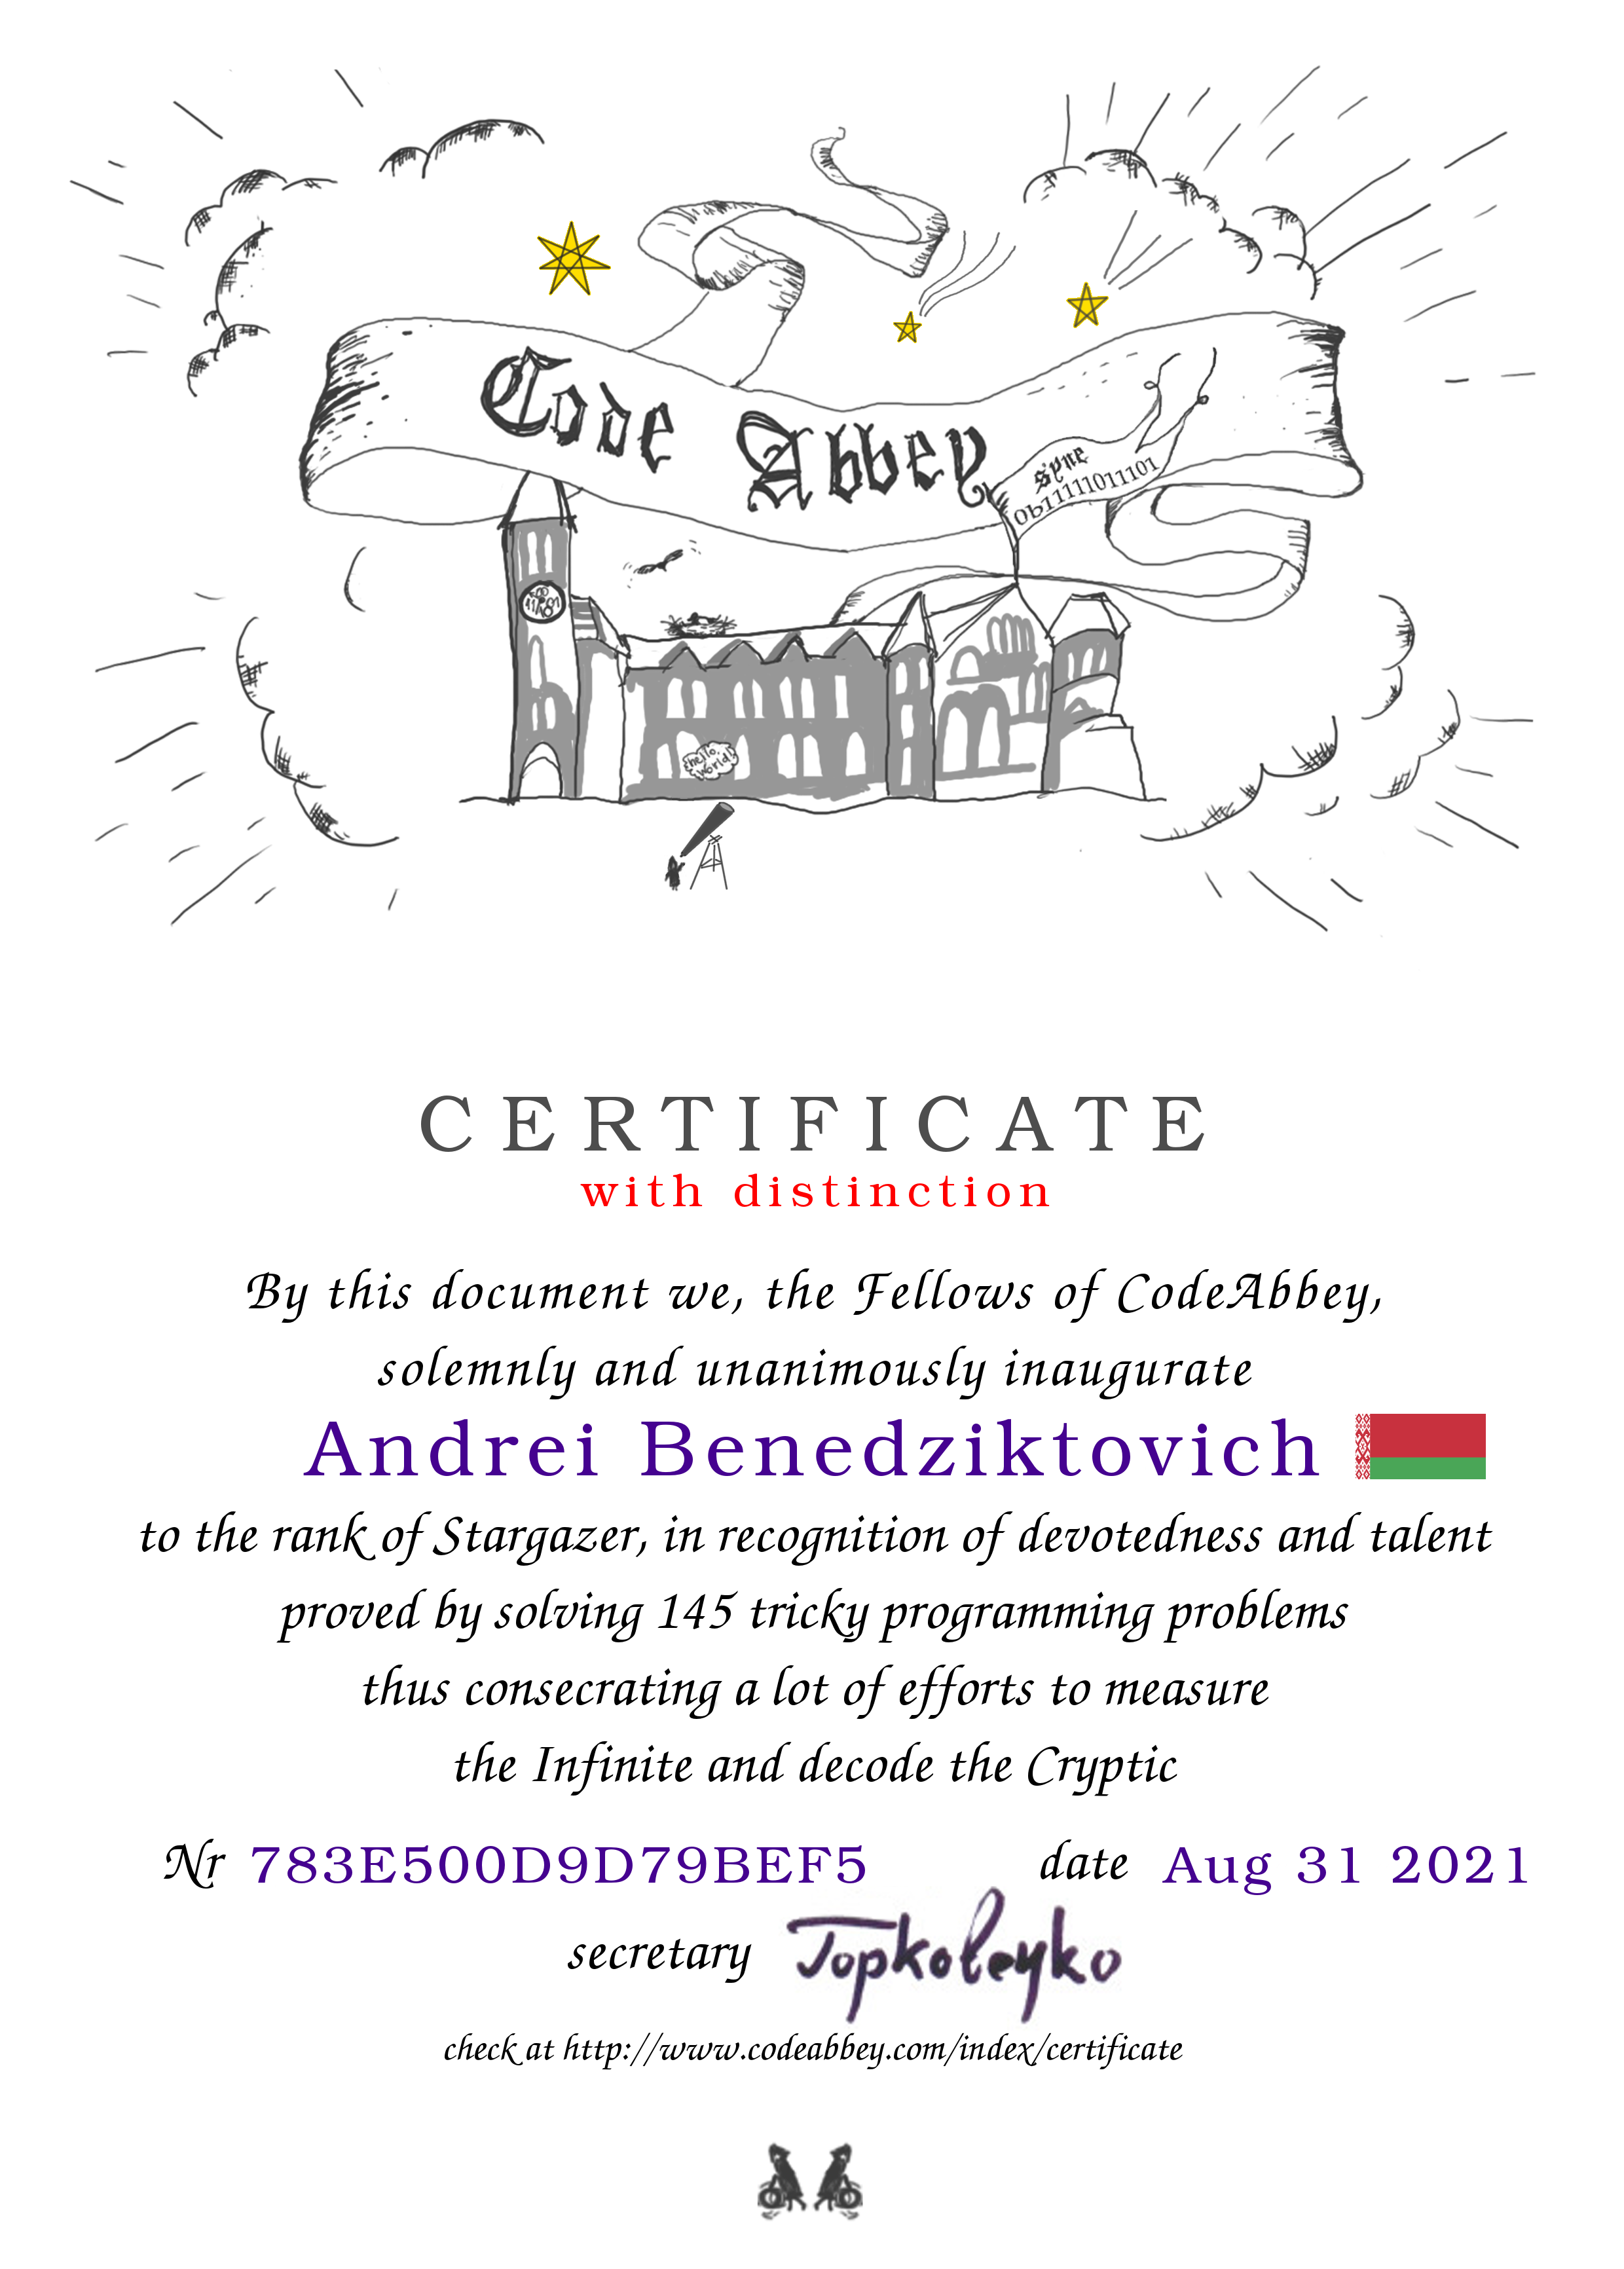 Code Abbey
syne
0b11111011101
hello,
world!
CERTIFICATE
with distinction
By this document we, the Fellows of CodeAbbey,
solemnly and unanimously inaugurate
Andrei Benedziktovich
to the rank of Stargazer, in recognition of devotedness and talent
proved by solving 145 tricky programming problems
thus consecrating a lot of efforts to measure
the Infinite and decode the Cryptic
Nr 783E500D9D79BEF5 date Aug 31 2021
secretary
check at http://www.codeabbey.com/index/certificate